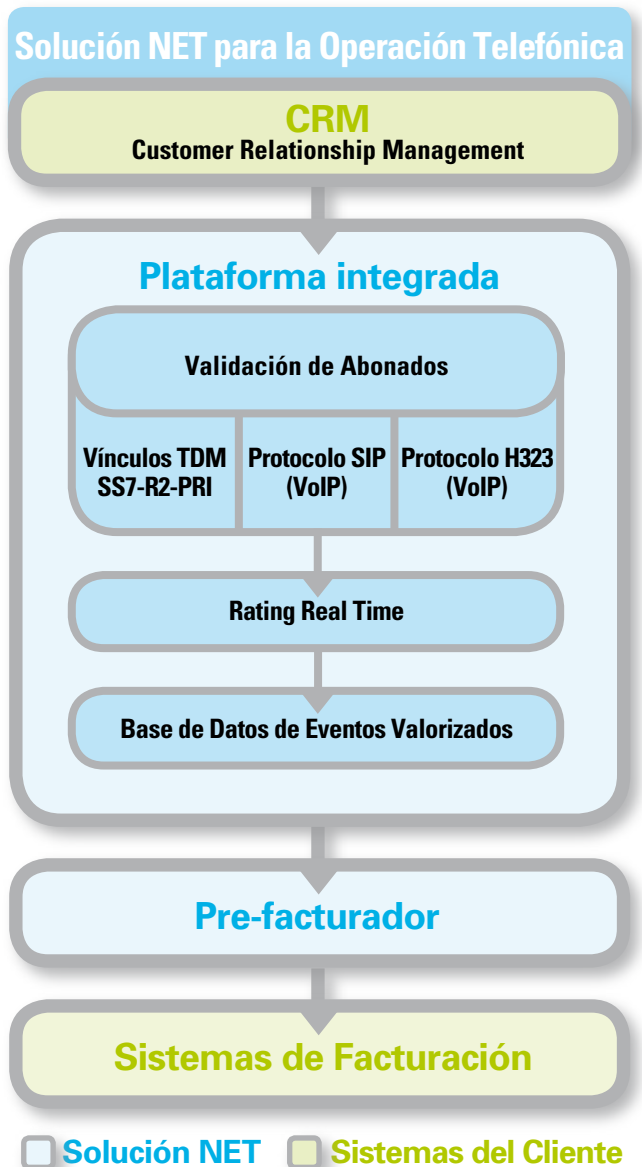 Solución NET para la Operación Telefónica
CRM
Customer Relationship Management
Plataforma integrada
Validación de Abonados
Vínculos TDM
SS7-R2-PRI
Protocolo SIP
(VoIP)
Protocolo H323
(VoIP)
Rating Real Time
Base de Datos de Eventos Valorizados
Pre-facturador
Sistemas de Facturación
Solución NET
Sistemas del Cliente